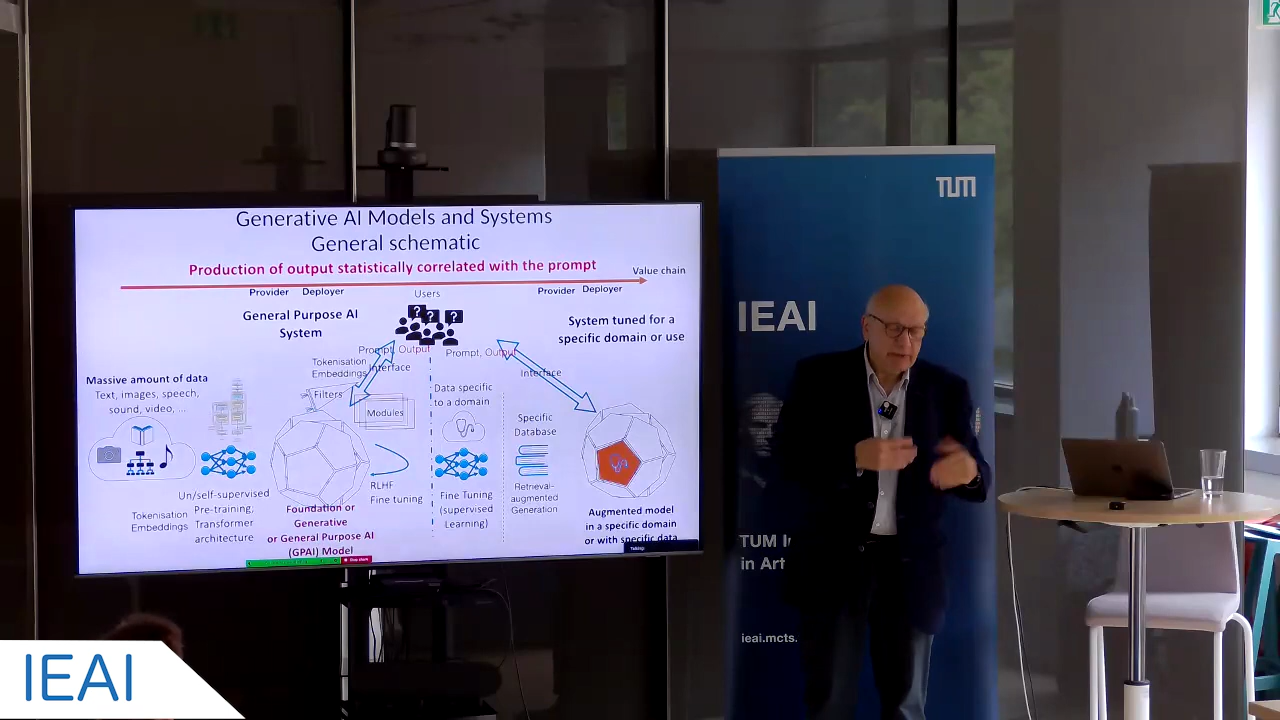 Generative AI Models and Systems
General schematic
Production of output statistically correlated with the prompt
Value chain
Provider
Deployer
Users
Provider
Deployer
General Purpose AI
System
System tuned for a
specific domain or use
Prompt, Output
Prompt, Output
Interface
Interface
Tokenisation
Embeddings
Filters
Modules
Massive amount of data
Text, images, speech,
sound, video, ...
Data specific
to a domain
Specific
Database
RLHF
Fine tuning
Un/self-supervised
Pre-training;
Transformer
architecture
Tokenisation
Embeddings
Foundation or
Generative
or General Purpose AI
(GPAI) Model
Fine Tuning
(supervised
Learning)
Retrieval-
augmented
Generation
Augmented model
in a specific domain
or with specific data
Talking:
TUM
IEAI
TUM I
in Art
ieai.mcts.
IEAI